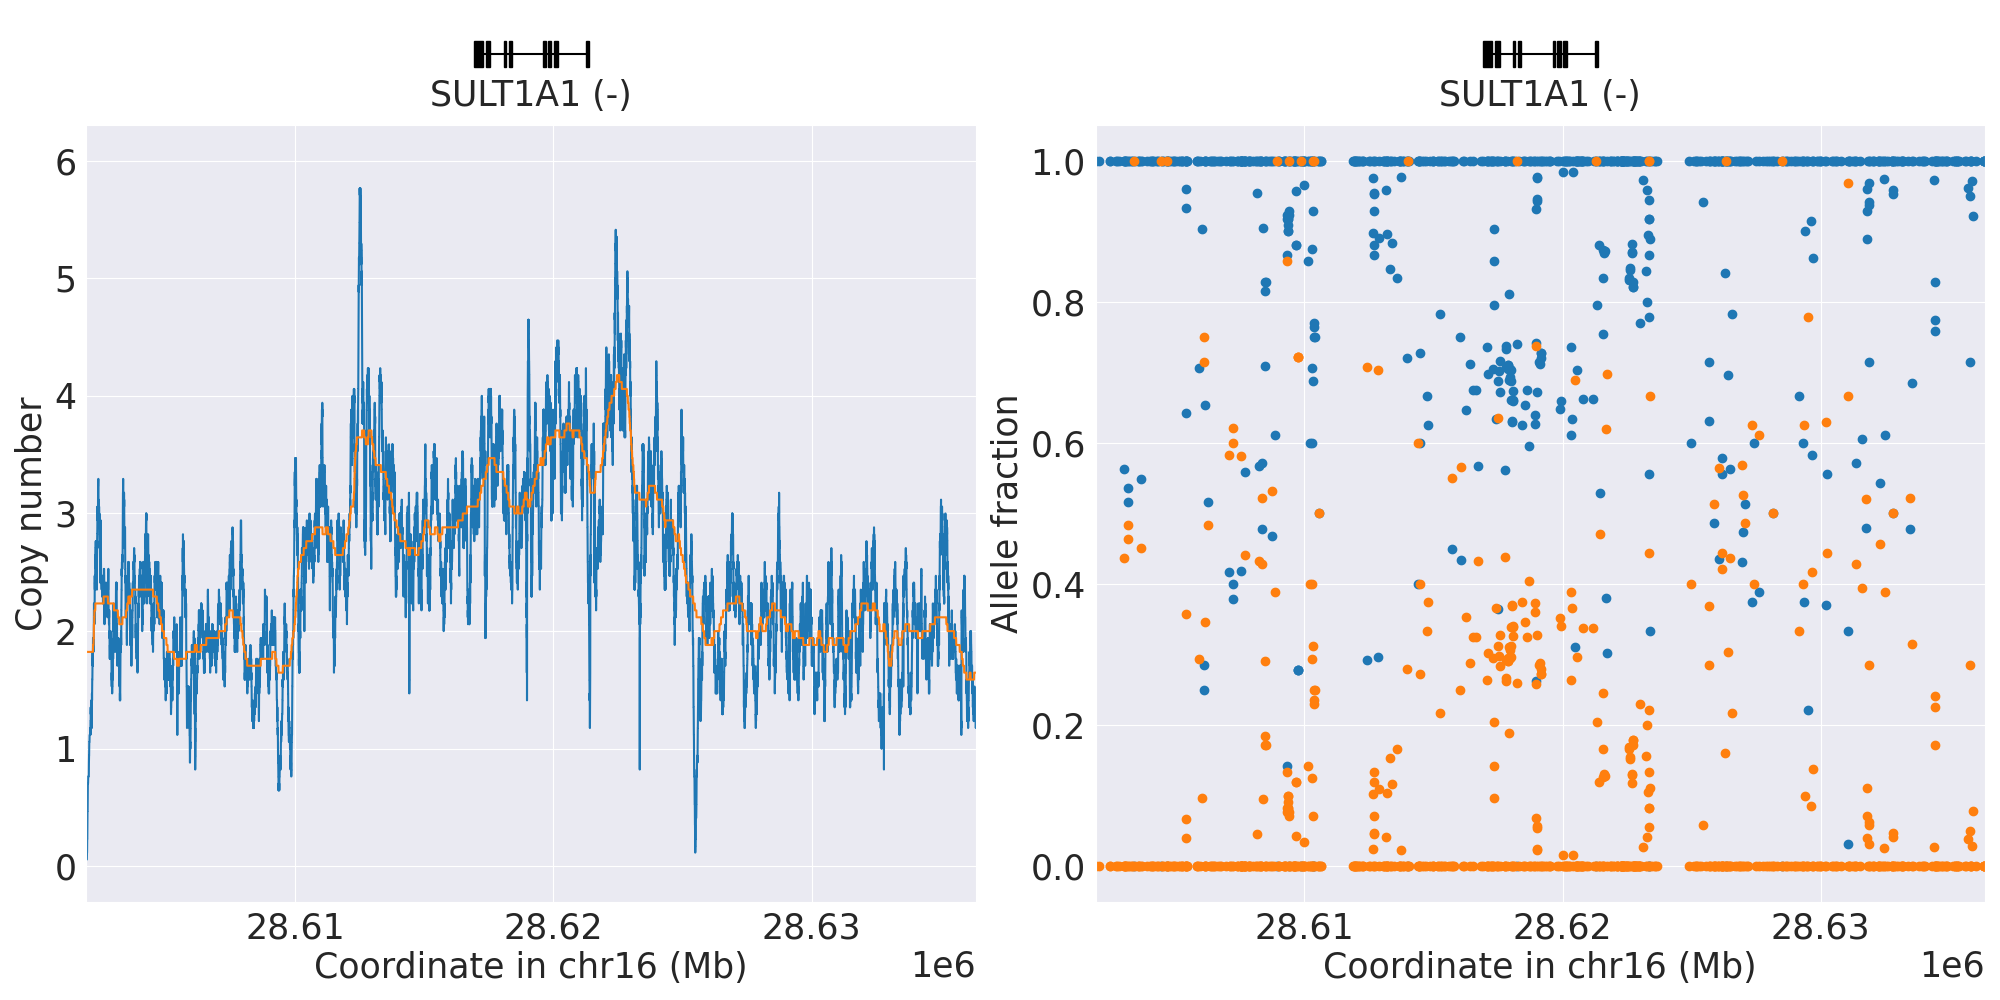 SULT1A1 (-)
6
5
4
3
2
1
0
Copy number
28.61
28.62
28.63
Coordinate in chr16 (Mb)
1e6
SULT1A1 (-)
1.0
0.8
0.6
0.4
0.2
0.0
Allele fraction
28.61
28.62
28.63
Coordinate in chr16 (Mb)
1e6